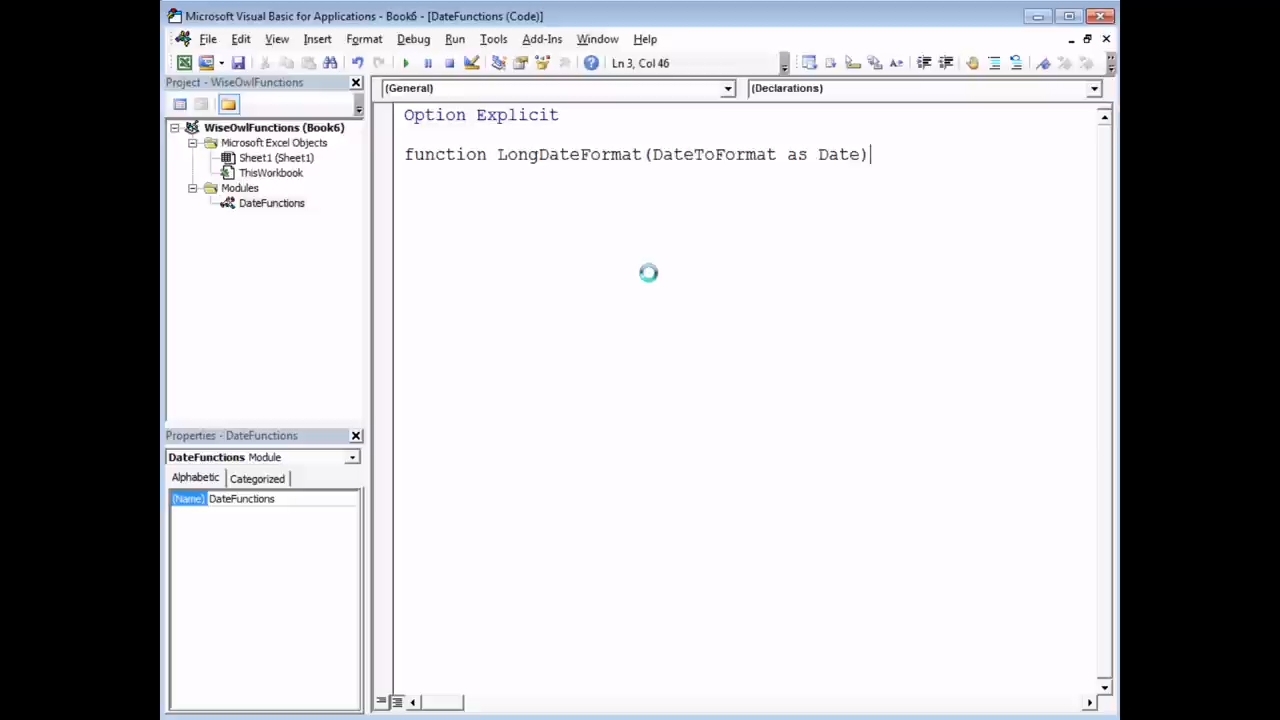 Microsoft Visual Basic for Applications - Book6 - [DateFunctions (Code)]
File Edit View Insert Format Debug Run Tools Add-Ins Window Help
Ln 3, Col 46
Project - WiseOwlFunctions
(General)
(Declarations)
WiseOwlFunctions (Book6)
Microsoft Excel Objects
Sheet1 (Sheet1)
ThisWorkbook
Modules
DateFunctions
Option Explicit
function LongDateFormat(DateToFormat as Date)
Properties - DateFunctions
DateFunctions Module
Alphabetic Categorized
(Name) DateFunctions